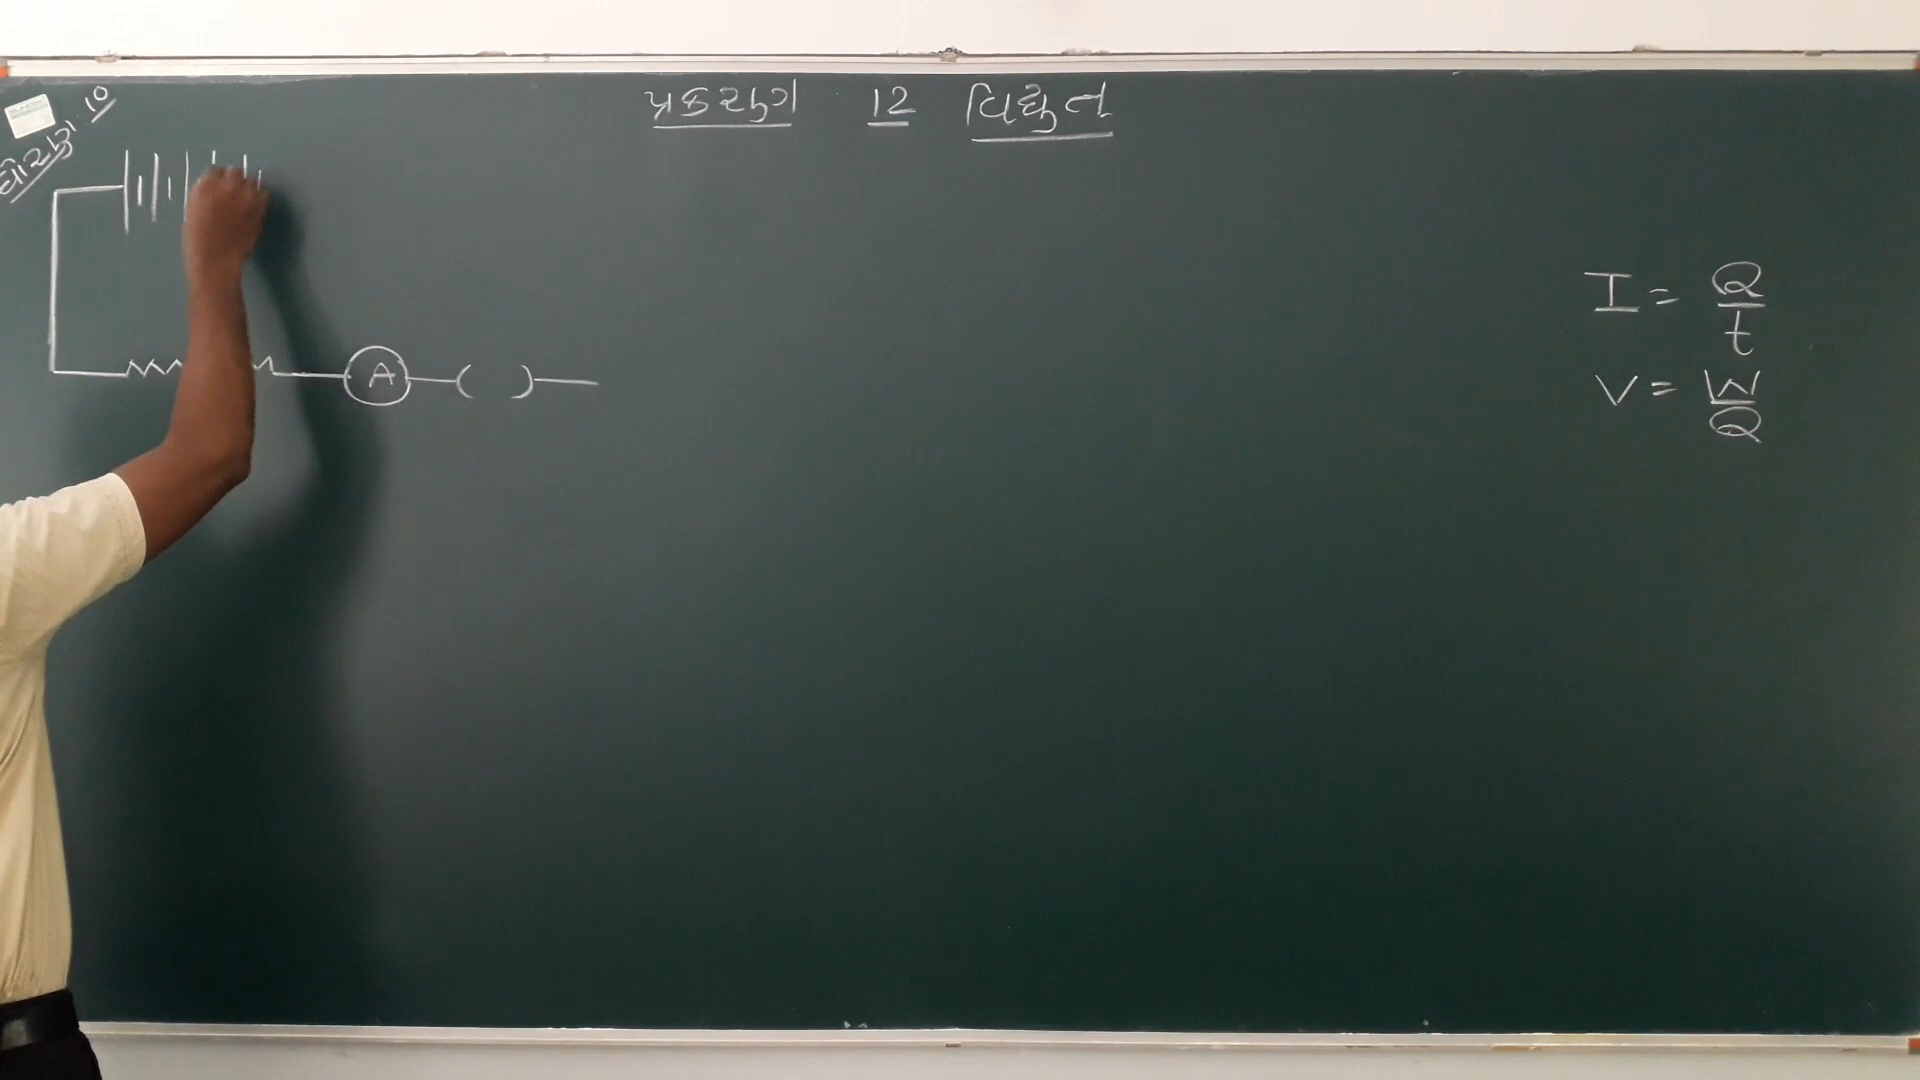 ધોરણ. 10
પ્રકરણ 12 વિદ્યુત
A
I = Q/t
V = W/Q